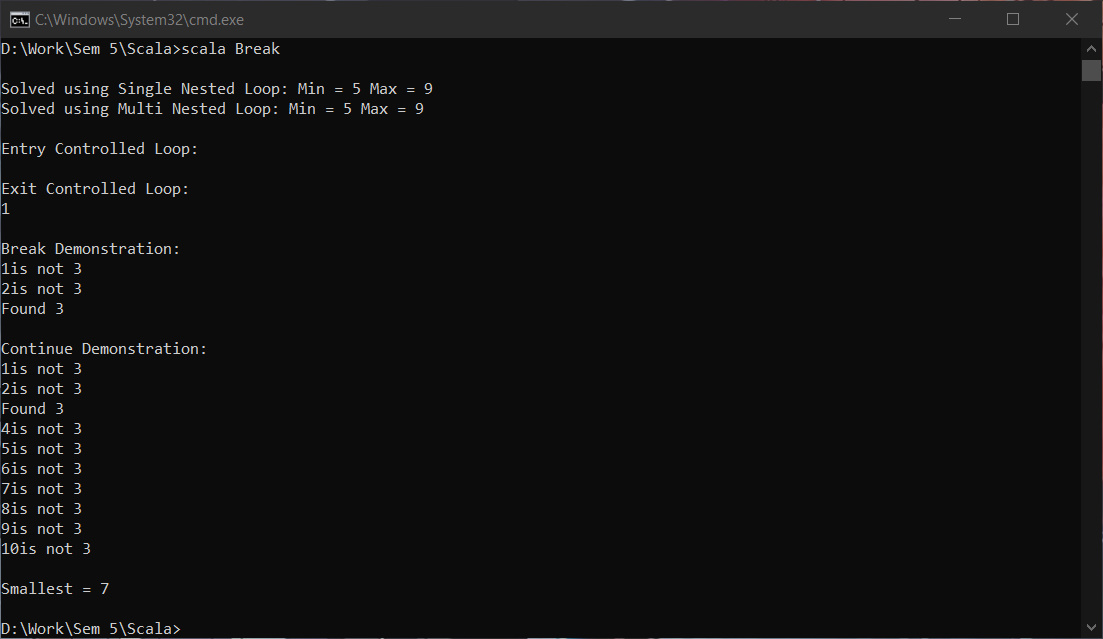 C:\Windows\System32\cmd.exe
D:\Work\Sem 5\Scala>scala Break
Solved using Single Nested Loop: Min = 5 Max = 9
Solved using Multi Nested Loop: Min = 5 Max = 9
Entry Controlled Loop:
Exit Controlled Loop:
1
Break Demonstration:
1is not 3
2is not 3
Found 3
Continue Demonstration:
1is not 3
2is not 3
Found 3
4is not 3
5is not 3
6is not 3
7is not 3
8is not 3
9is not 3
10is not 3
Smallest = 7
D:\Work\Sem 5\Scala>